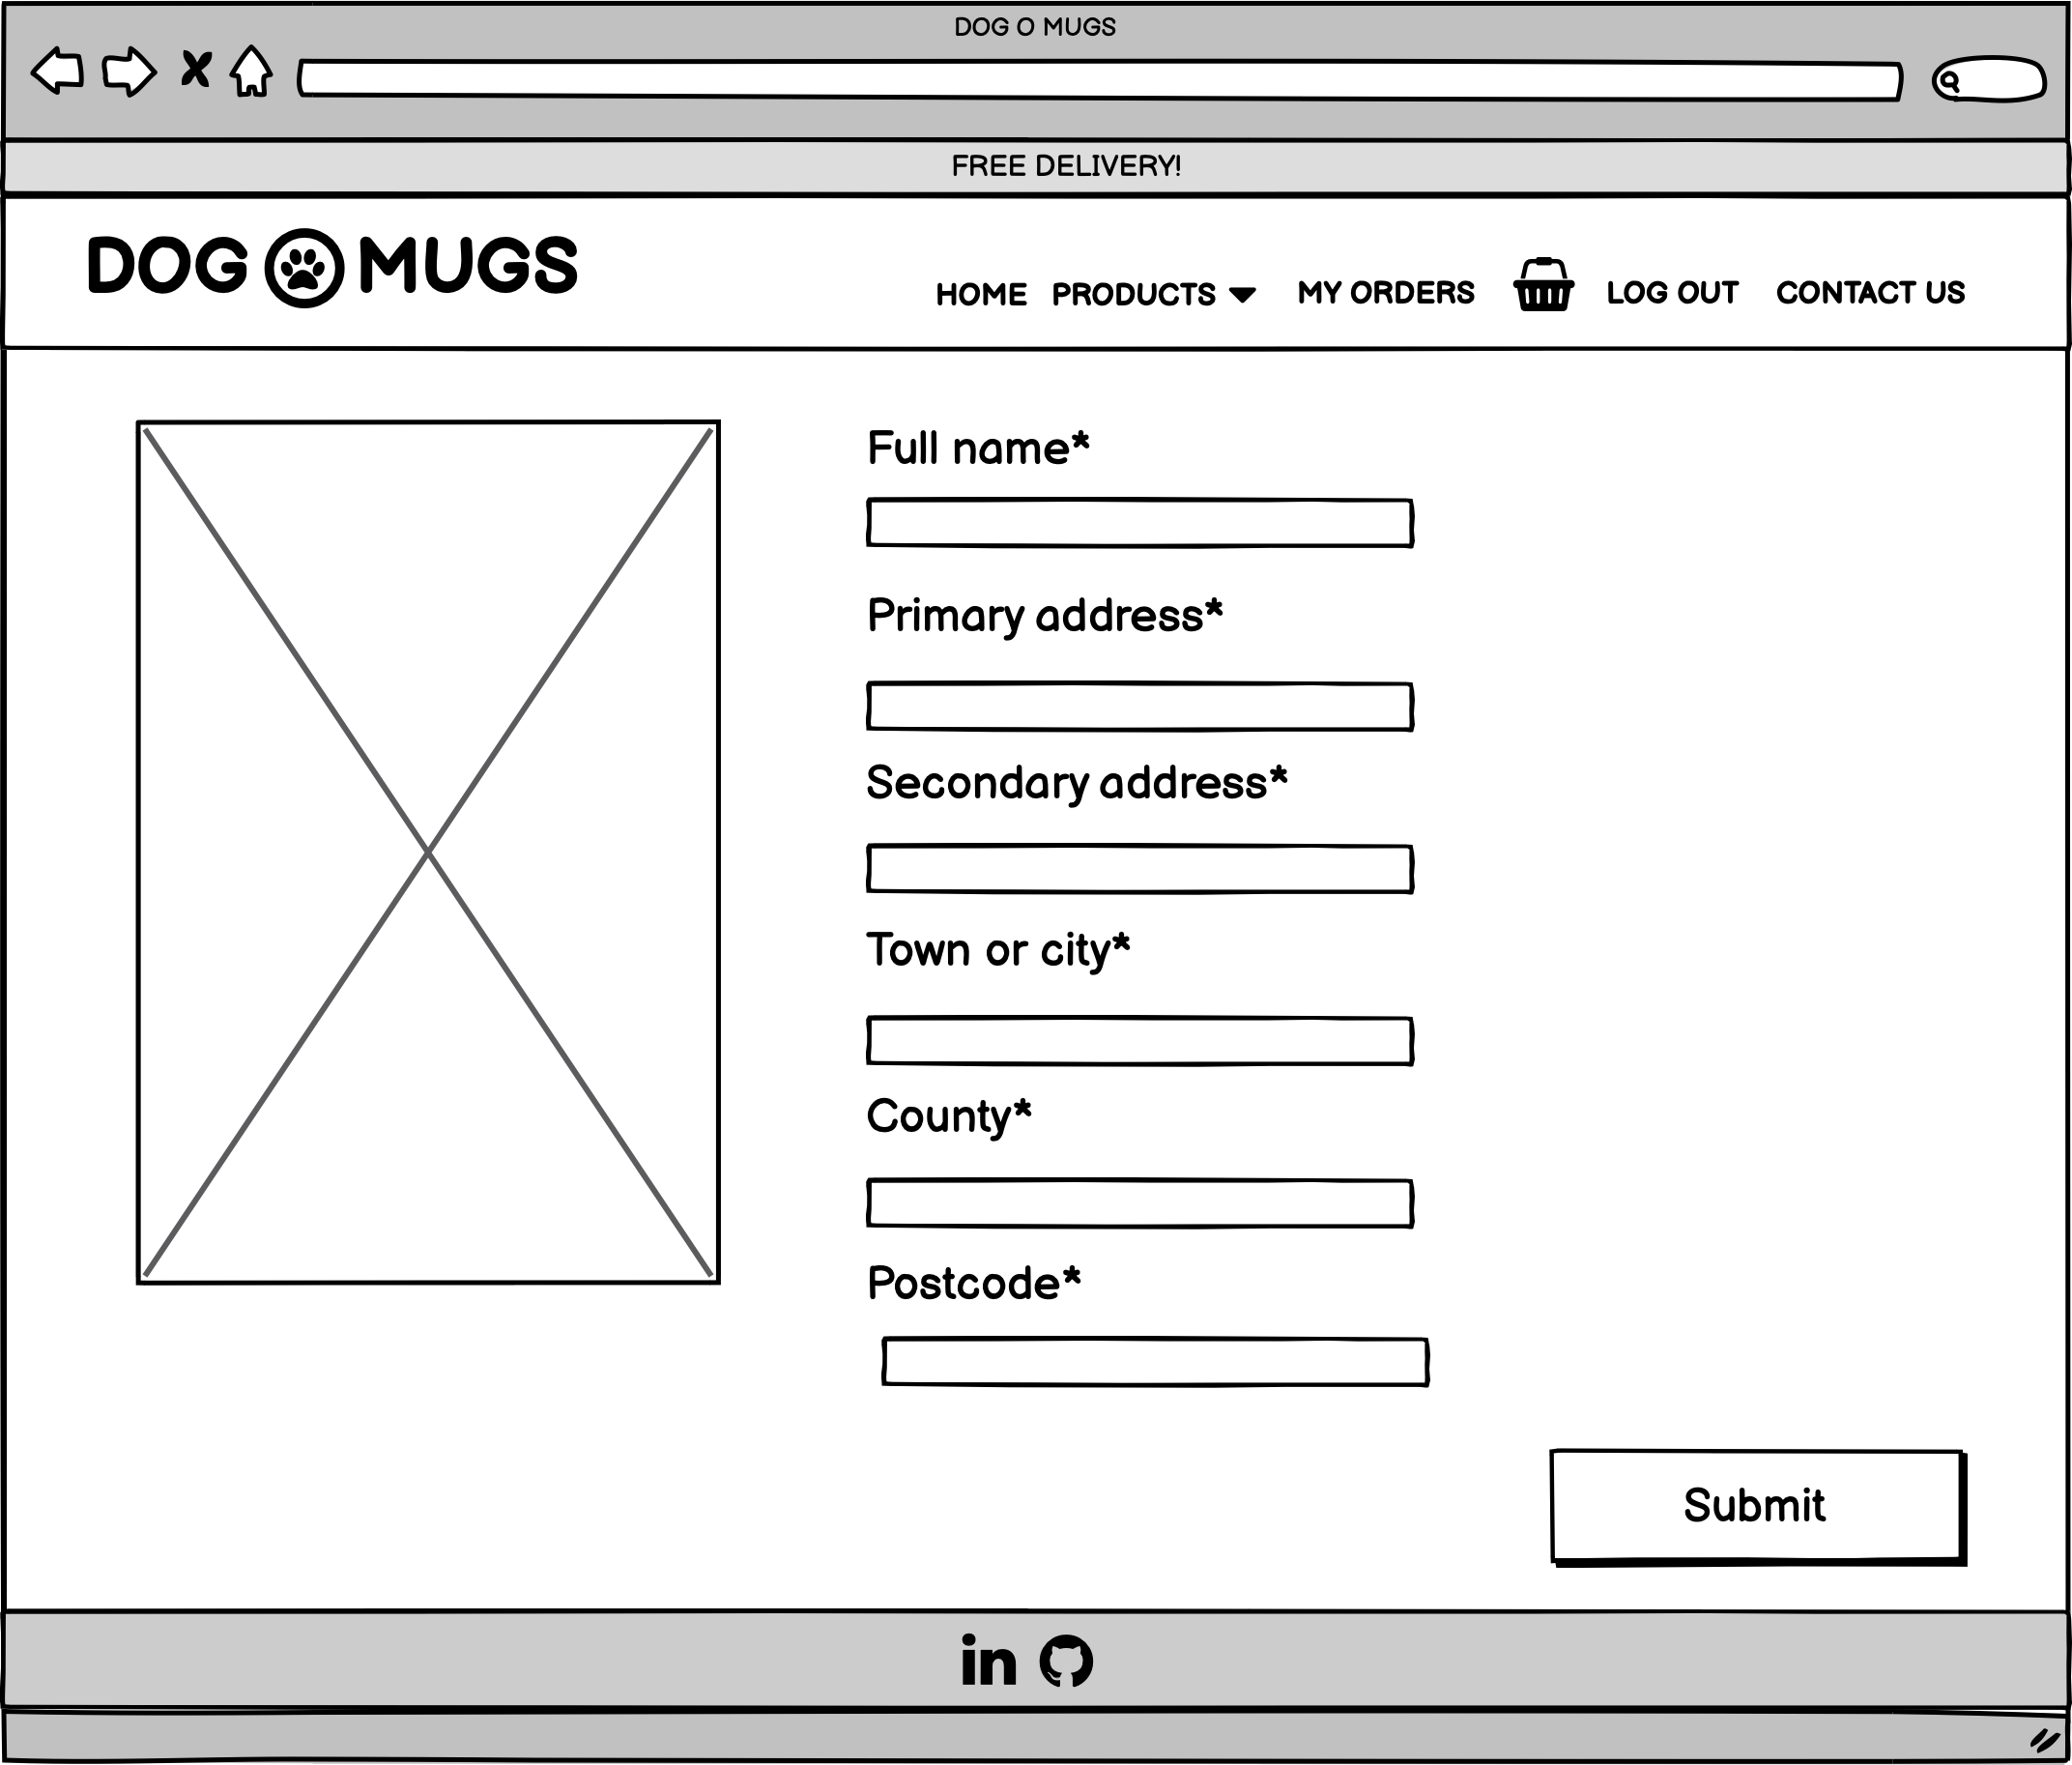 DOG O MUGS
FREE DELIVERY!
DOG MUGS
HOME PRODUCTS MY ORDERS LOG OUT CONTACT US
Full name*
Primary address*
Secondary address*
Town or city*
County*
Postcode*
Submit
in